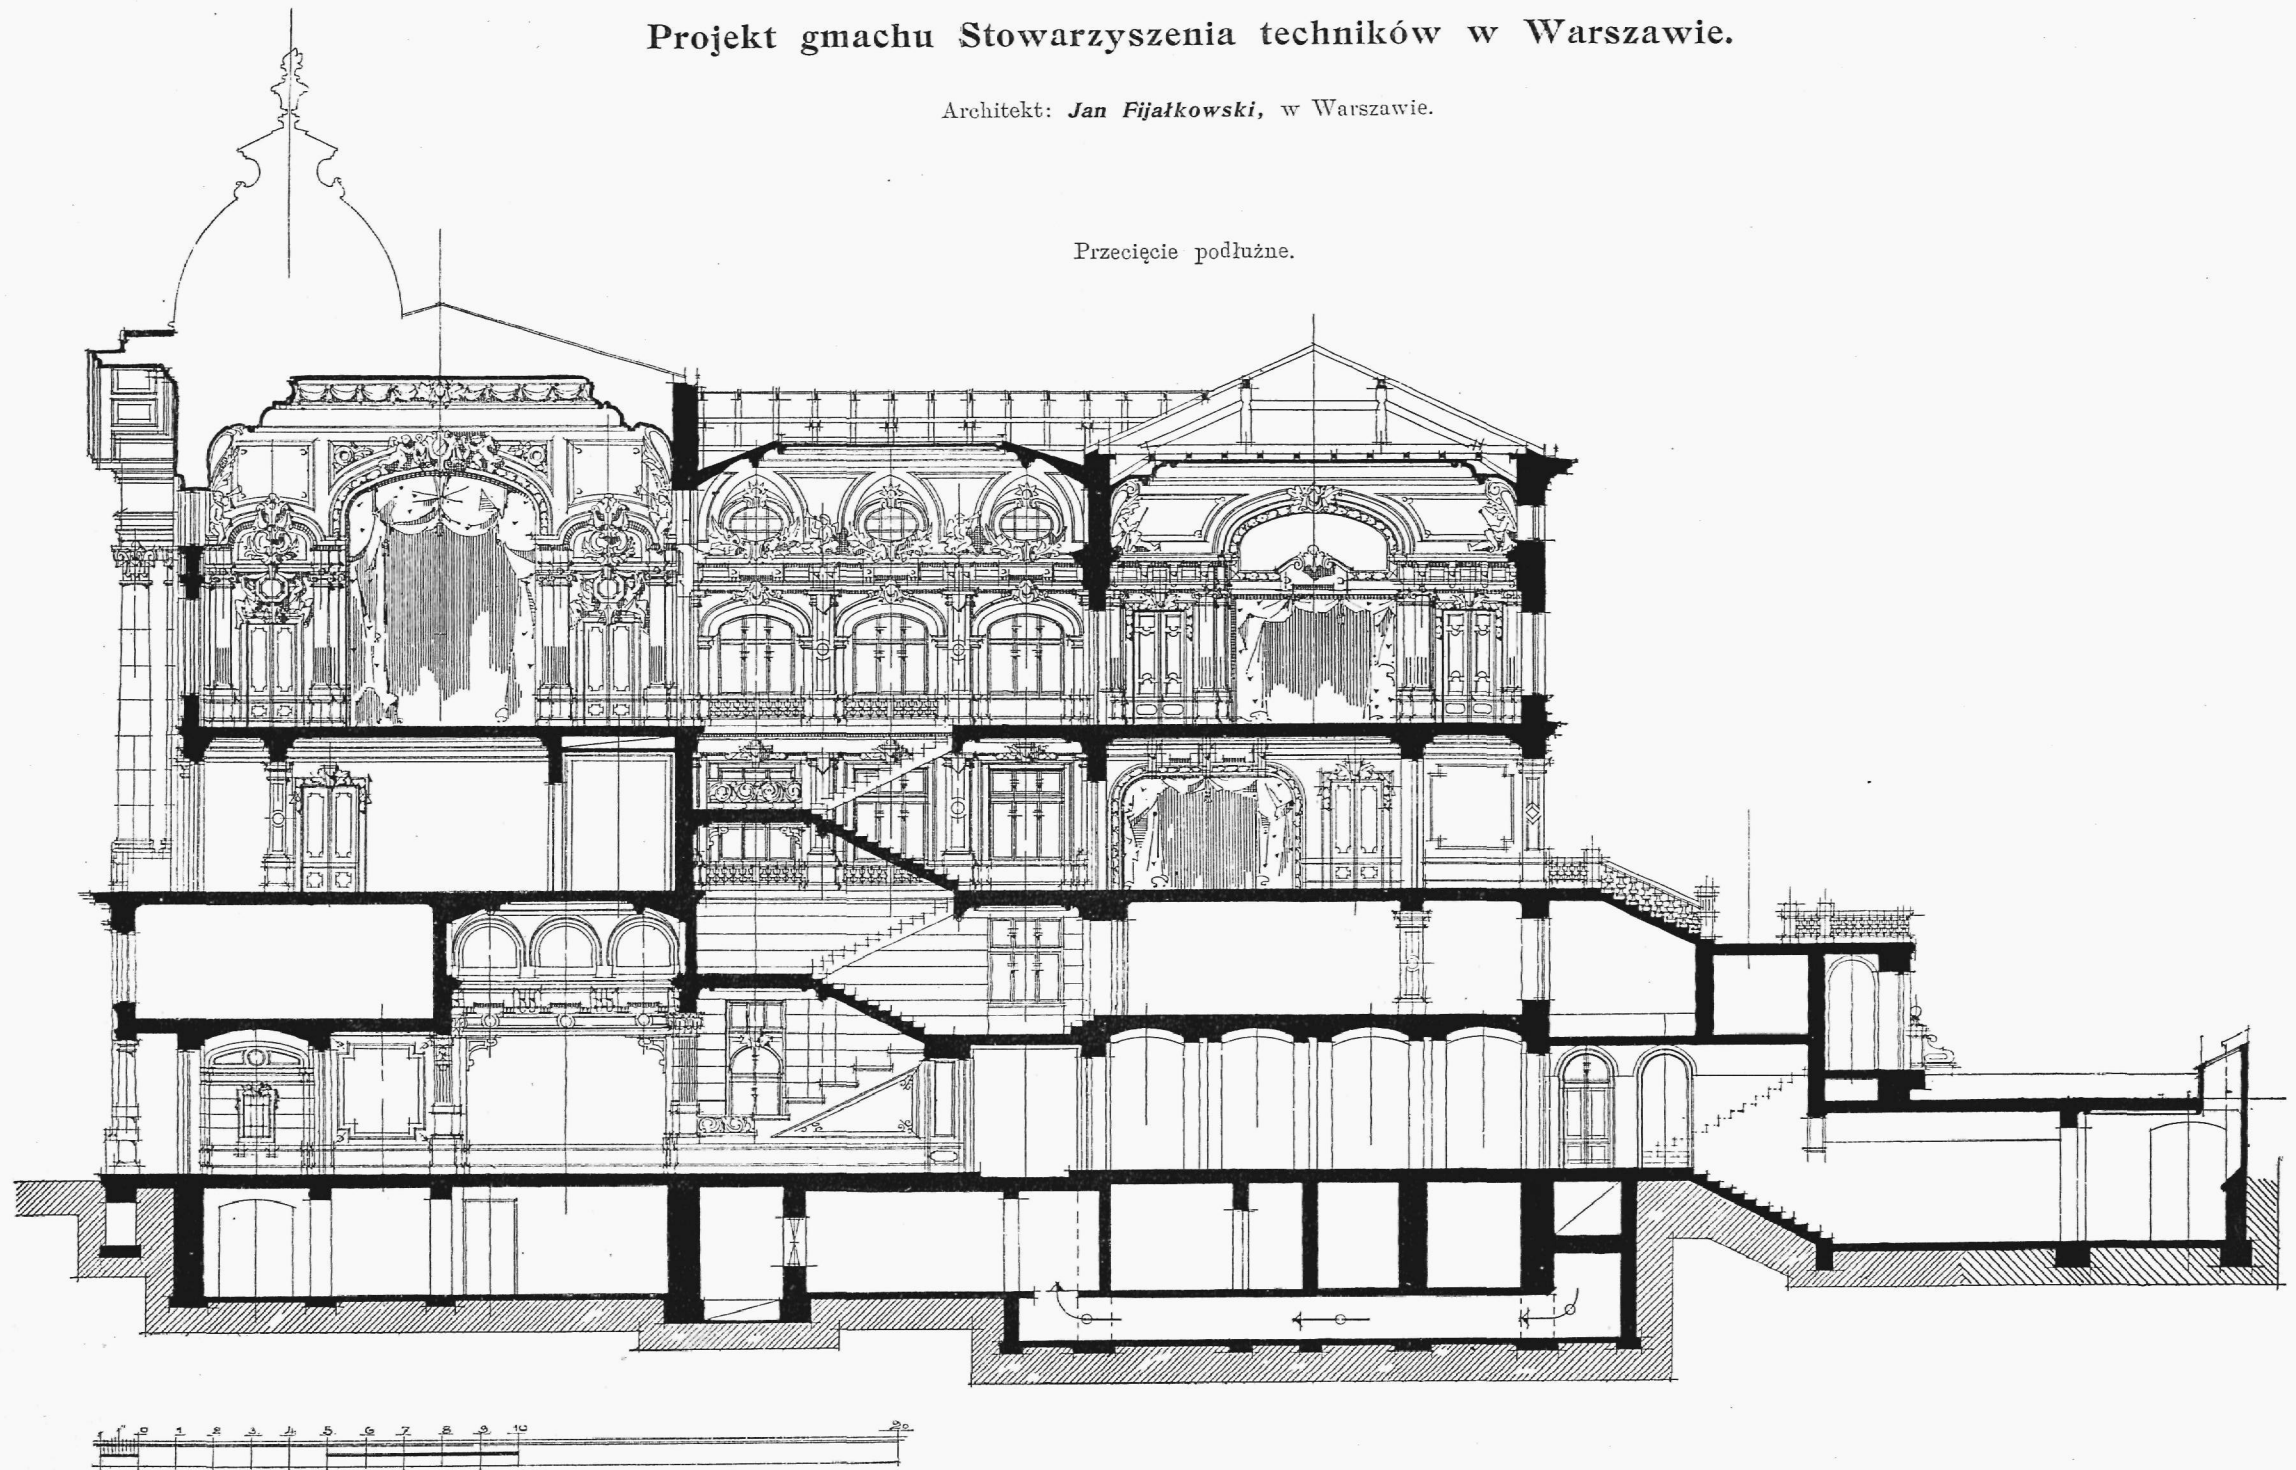 Projekt gmachu Stowarzyszenia techników w Warszawie.
Architekt: Jan Fijałkowski, w Warszawie.
Przecięcie podłużne.
1 0 1 2 3 4 5 6 7 8 9 10 20